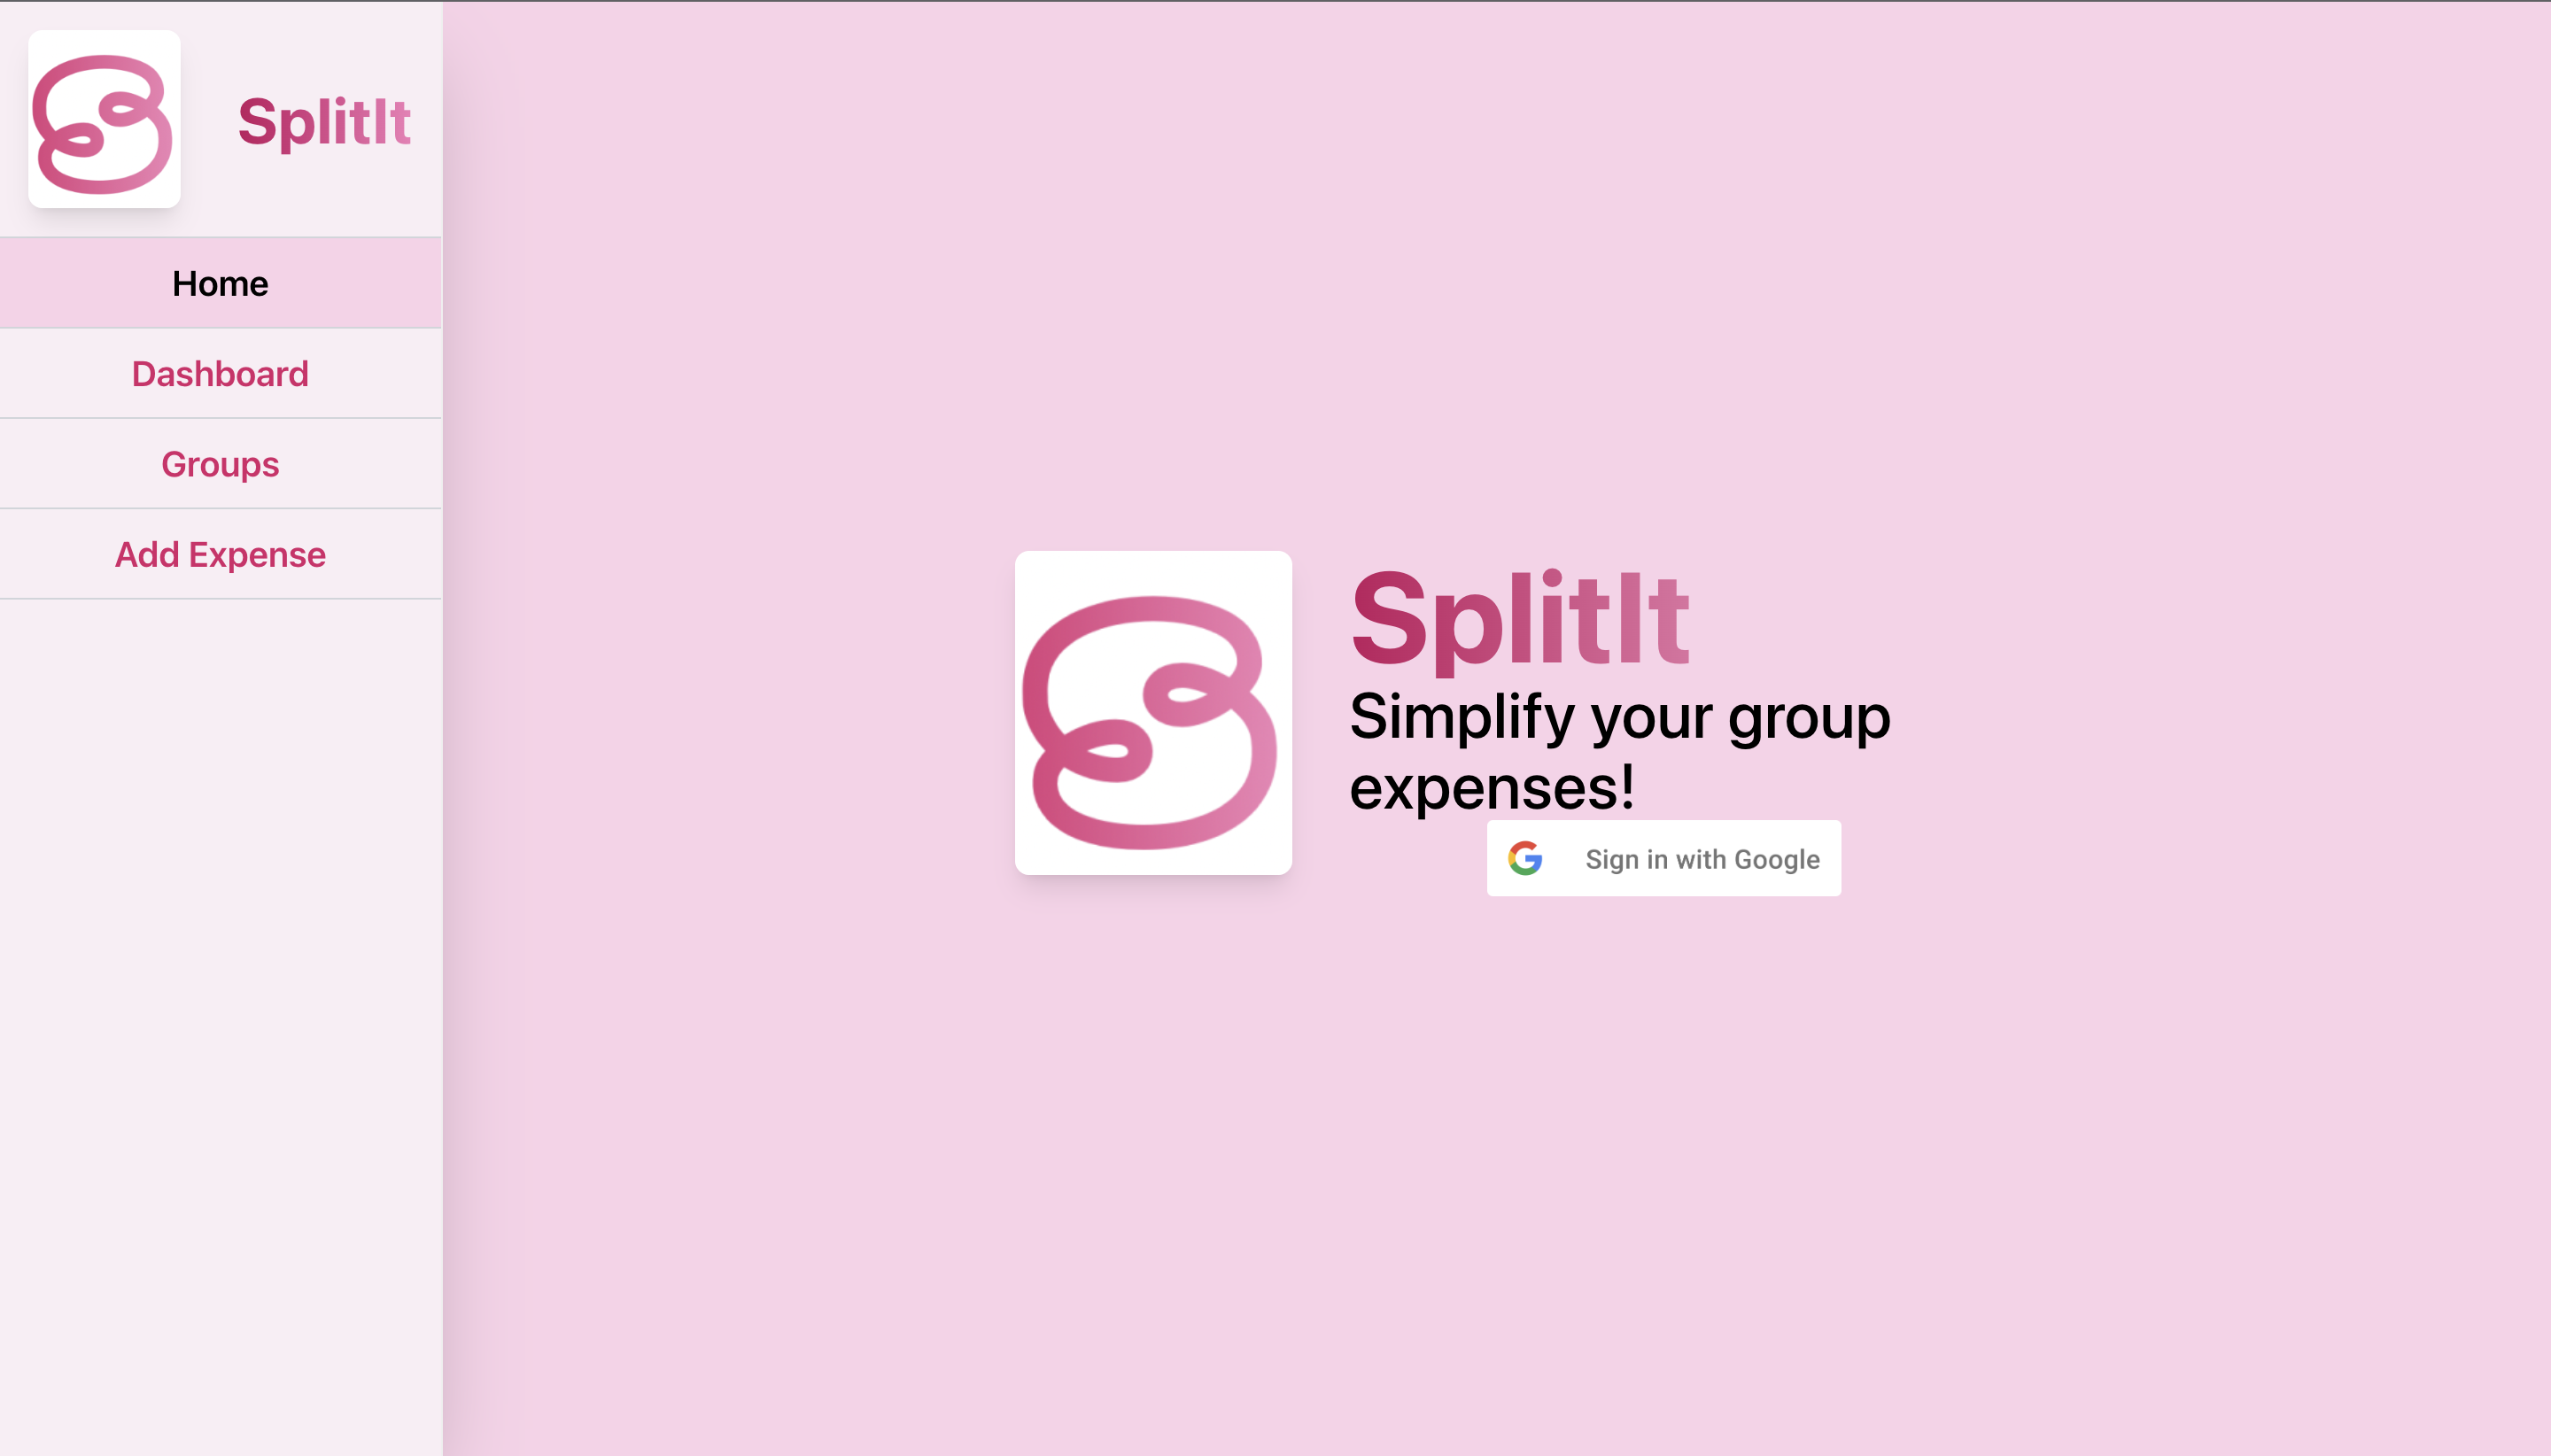 SplitIt
Home
Dashboard
Groups
Add Expense
SplitIt
Simplify your group
expenses!
Sign in with Google